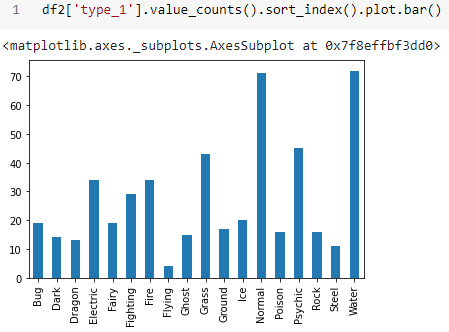 1 df2['type_1'].value_counts().sort_index().plot.bar()
<matplotlib.axes._subplots.AxesSubplot at 0x7f8effbf3dd0>
70
60
50
40
30
20
10
0
Bug
Dark
Dragon
Electric
Fairy
Fighting
Fire
Flying
Ghost
Grass
Ground
Ice
Normal
Poison
Psychic
Rock
Steel
Water